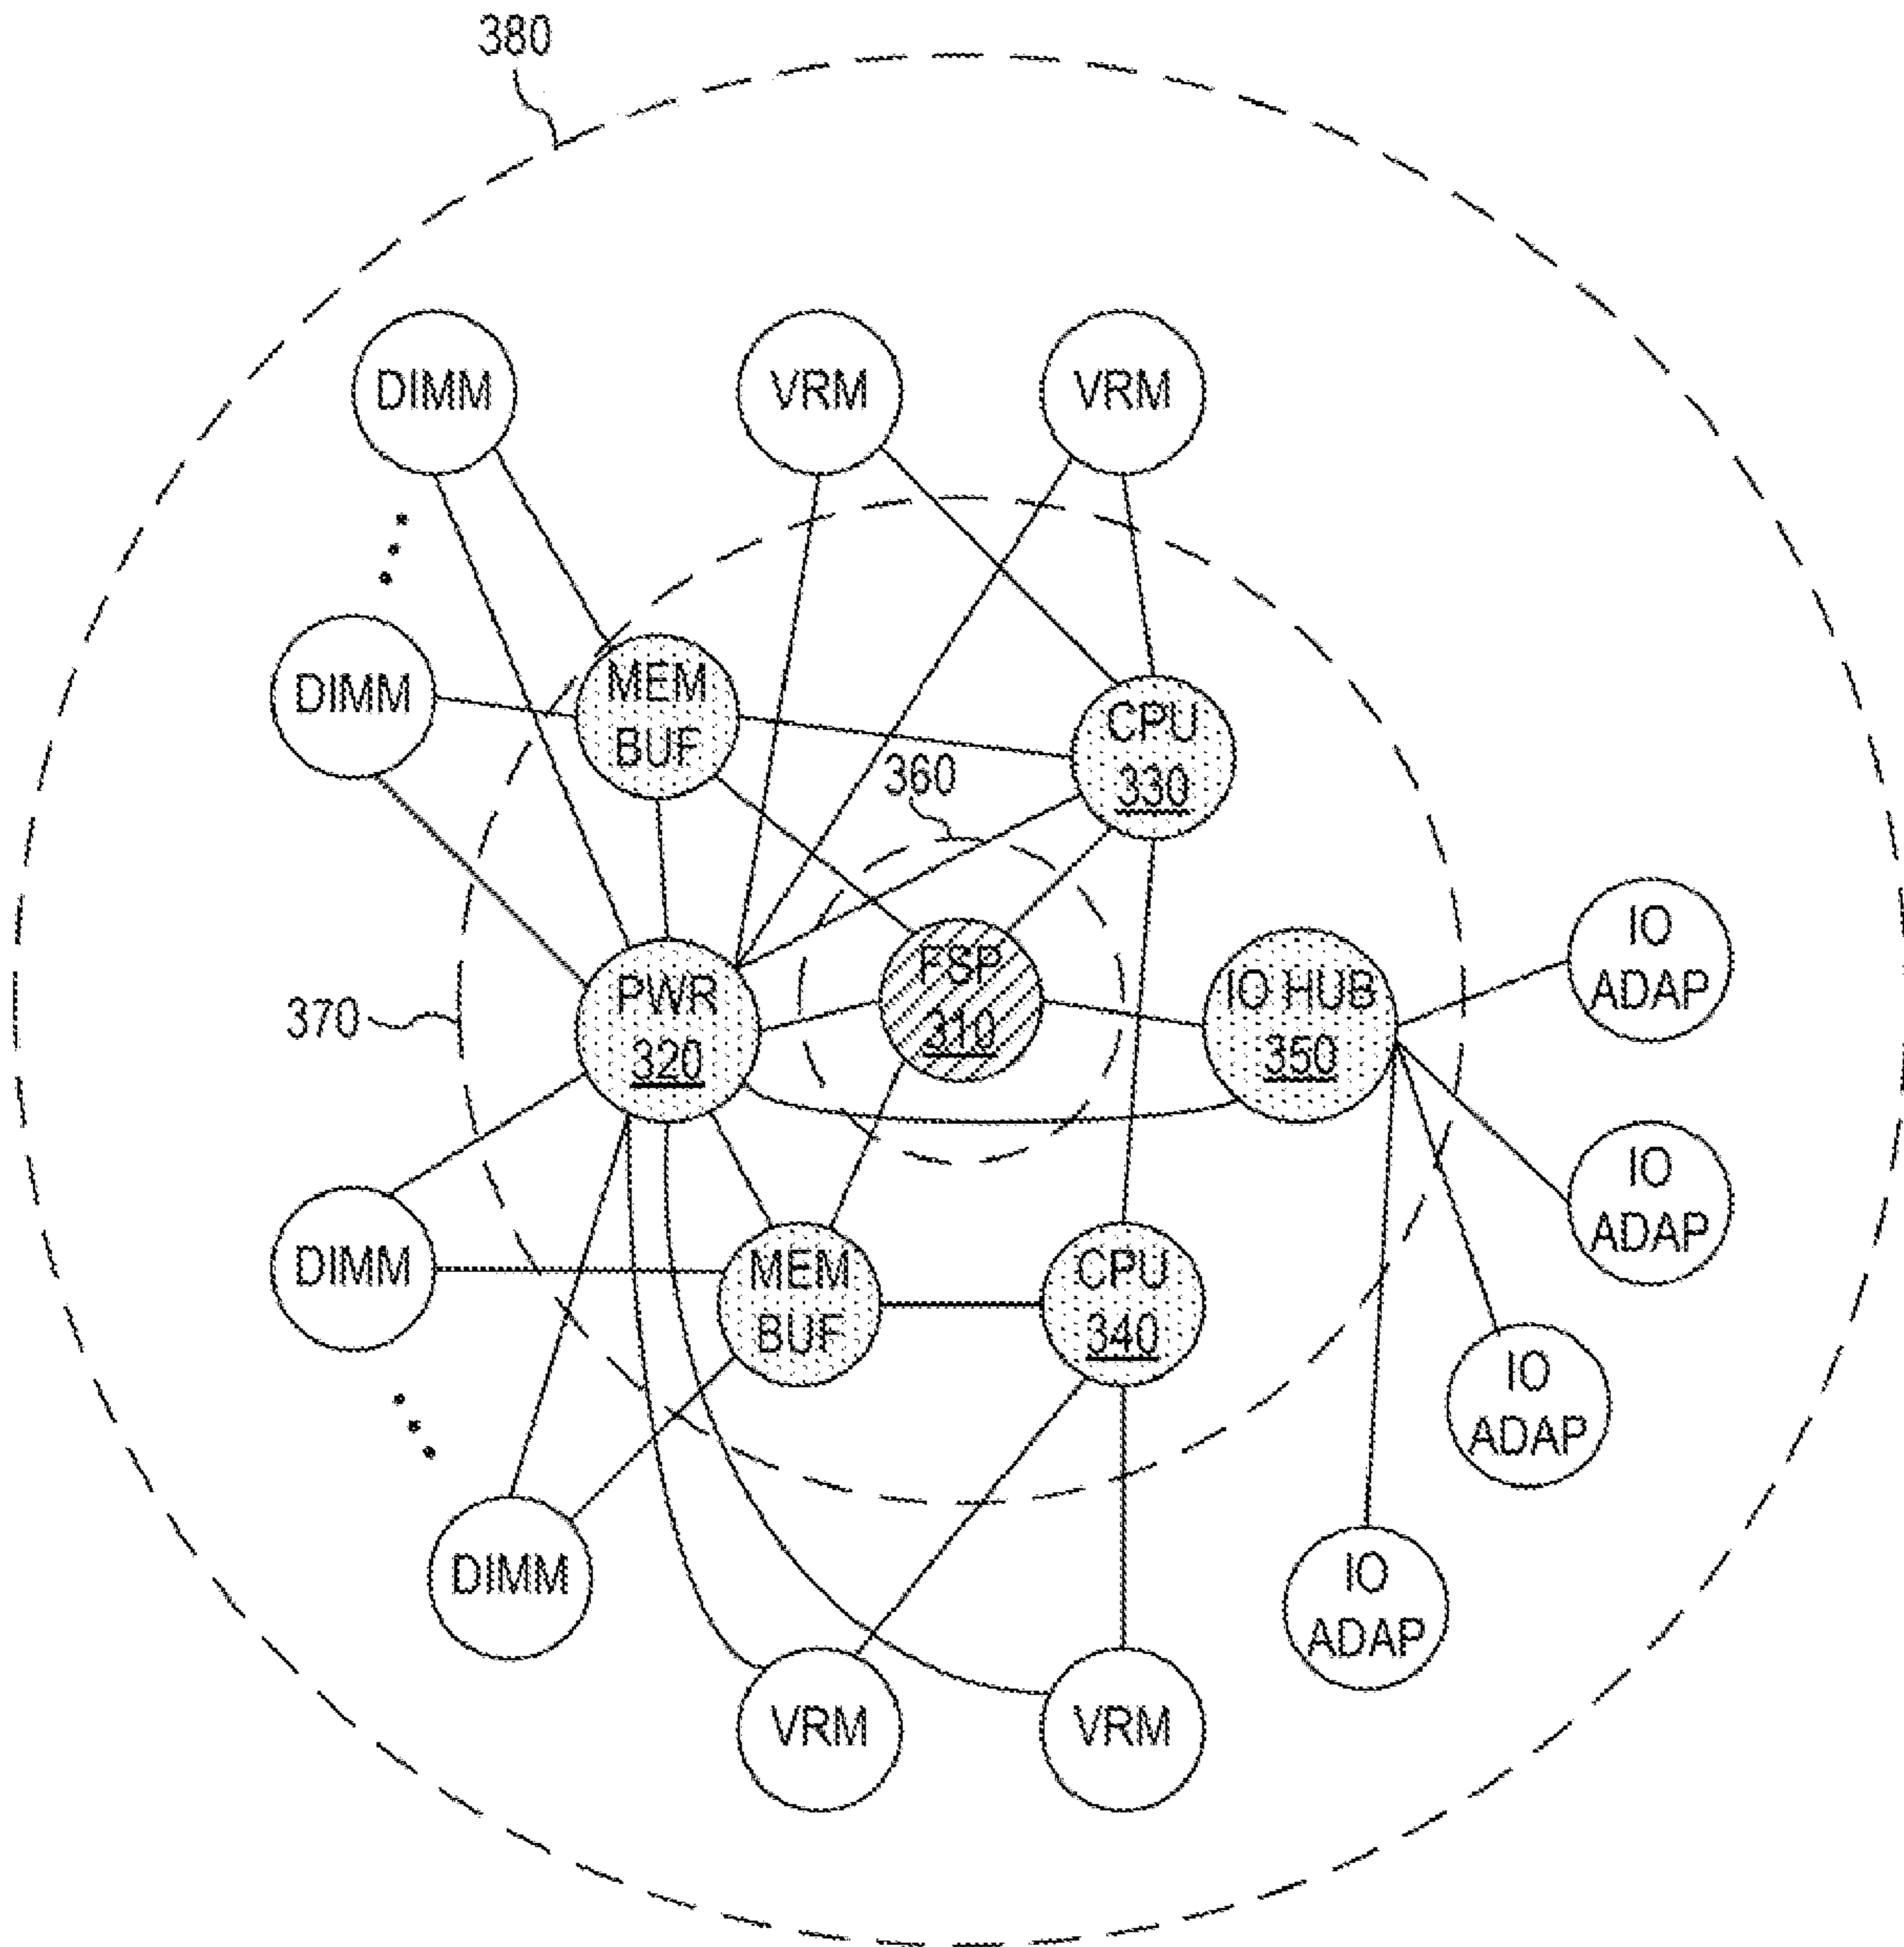 380
DIMM
VRM
VRM
DIMM
MEM
BUF
CPU
330
360
370
PWR
320
FSP
310
IO HUB
350
IO
ADAP
IO
ADAP
DIMM
MEM
BUF
CPU
340
IO
ADAP
DIMM
IO
ADAP
VRM
VRM